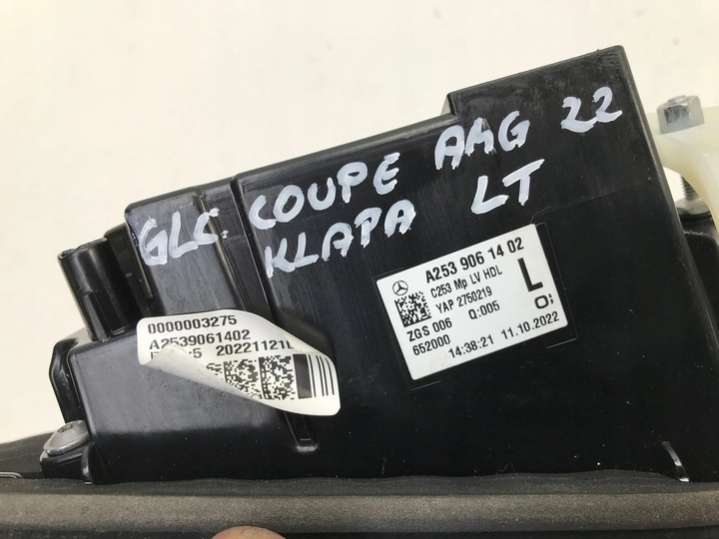 GLC COUPE AMG 22
KLAPA LT
A253 906 14 02
C253 Mp LV HDL
YAP 2750219
L
ZGS 006 Q:005
652000
14:38:21 11.10.2022
0000003275
A2539061402
20221121